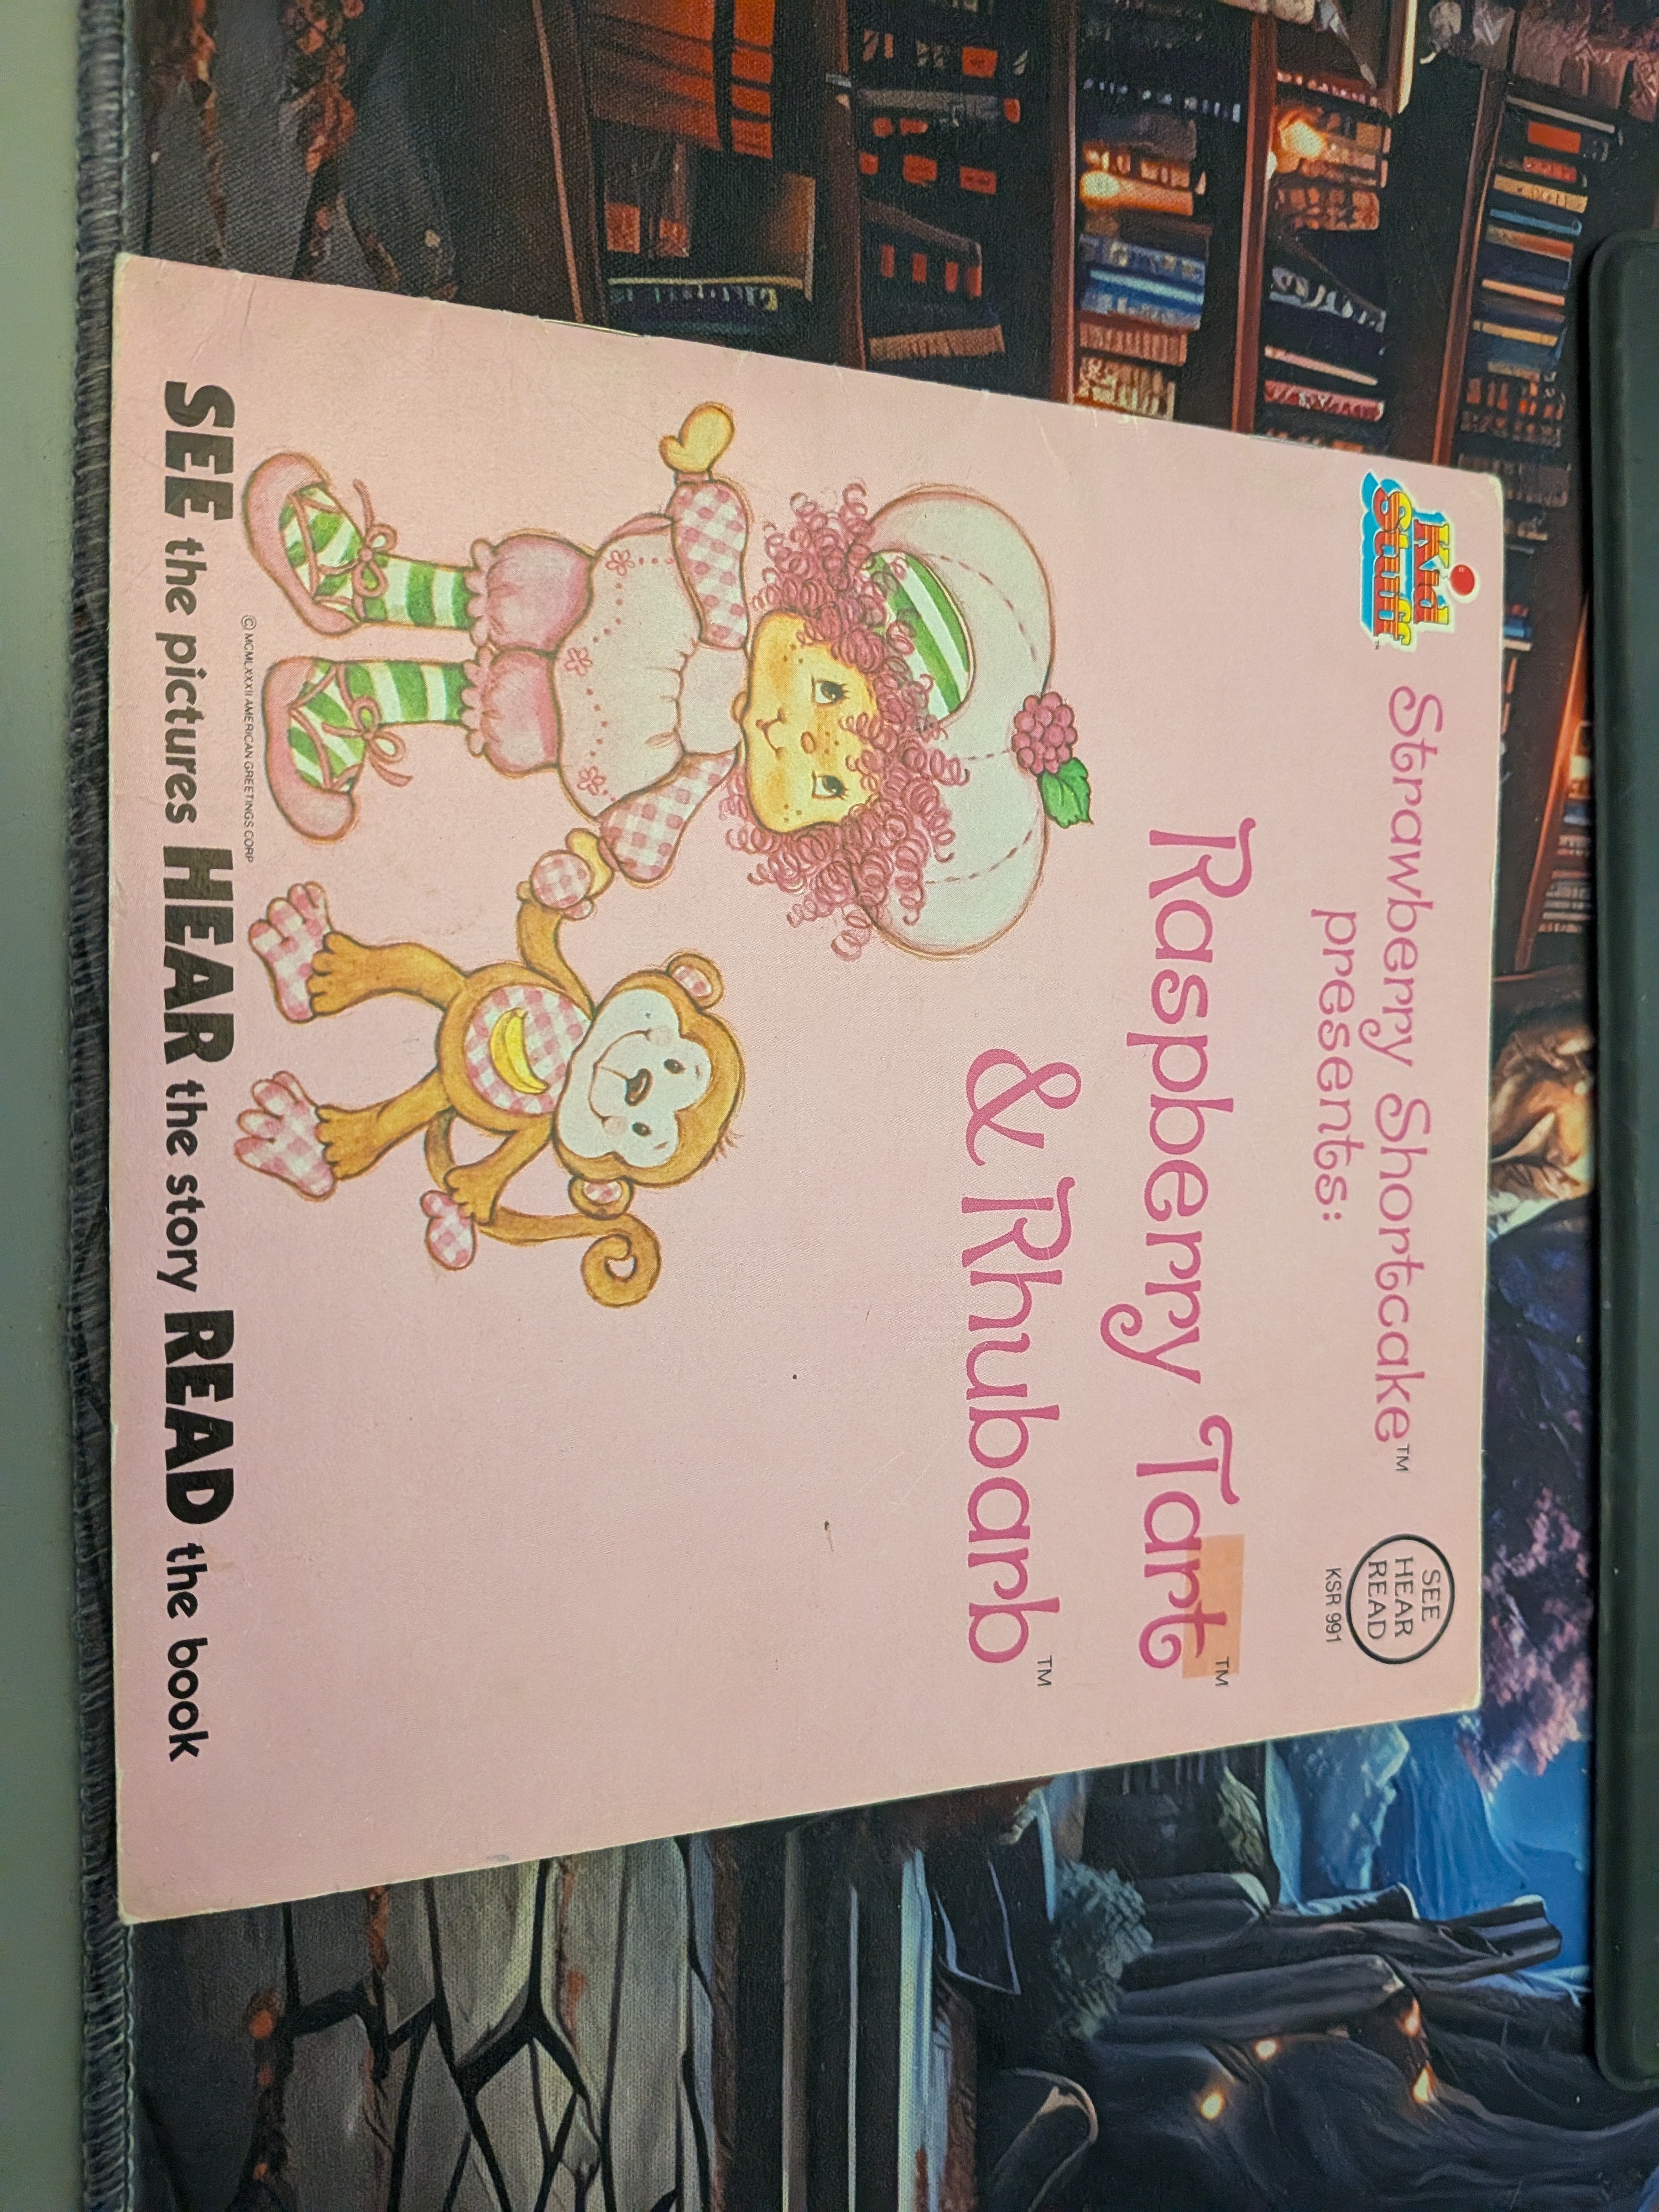 Kid
Stuff™
Strawberry Shortcake™
presents:
SEE
HEAR
READ
KSR 991
Raspberry Tart™
& Rhubarb™
© MCMLXXXII AMERICAN GREETINGS CORP
SEE the pictures HEAR the story READ the book